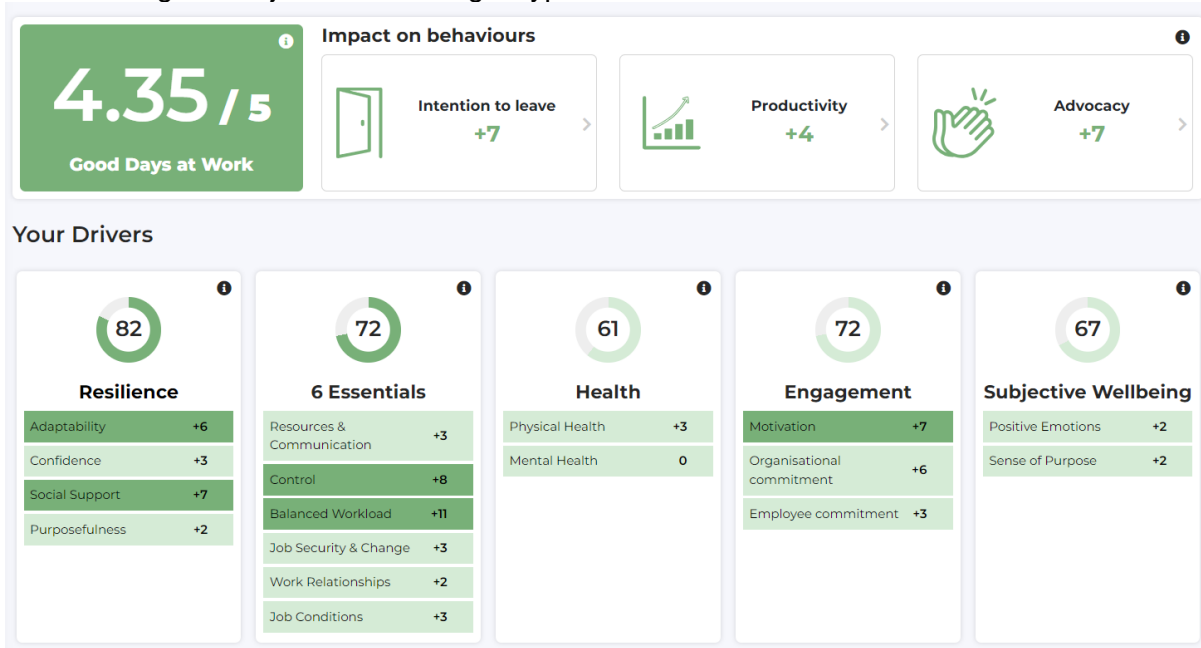 Impact on behaviours
4.35 / 5
Good Days at Work
Intention to leave
+7
Productivity
+4
Advocacy
+7
Your Drivers
82
Resilience
Adaptability +6
Confidence +3
Social Support +7
Purposefulness +2
72
6 Essentials
Resources &
Communication +3
Control +8
Balanced Workload +11
Job Security & Change +3
Work Relationships +2
Job Conditions +3
61
Health
Physical Health +3
Mental Health 0
72
Engagement
Motivation +7
Organisational
commitment +6
Employee commitment +3
67
Subjective Wellbeing
Positive Emotions +2
Sense of Purpose +2